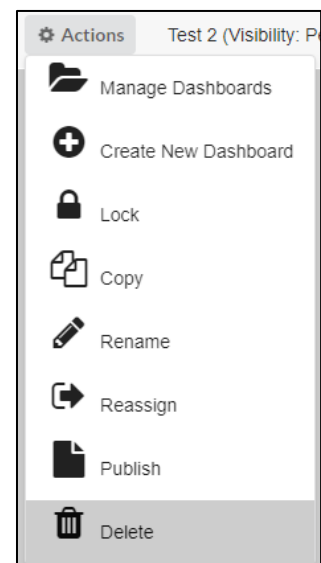 Actions Test 2 (Visibility:
Manage Dashboards
Create New Dashboard
Lock
Copy
Rename
Reassign
Publish
Delete